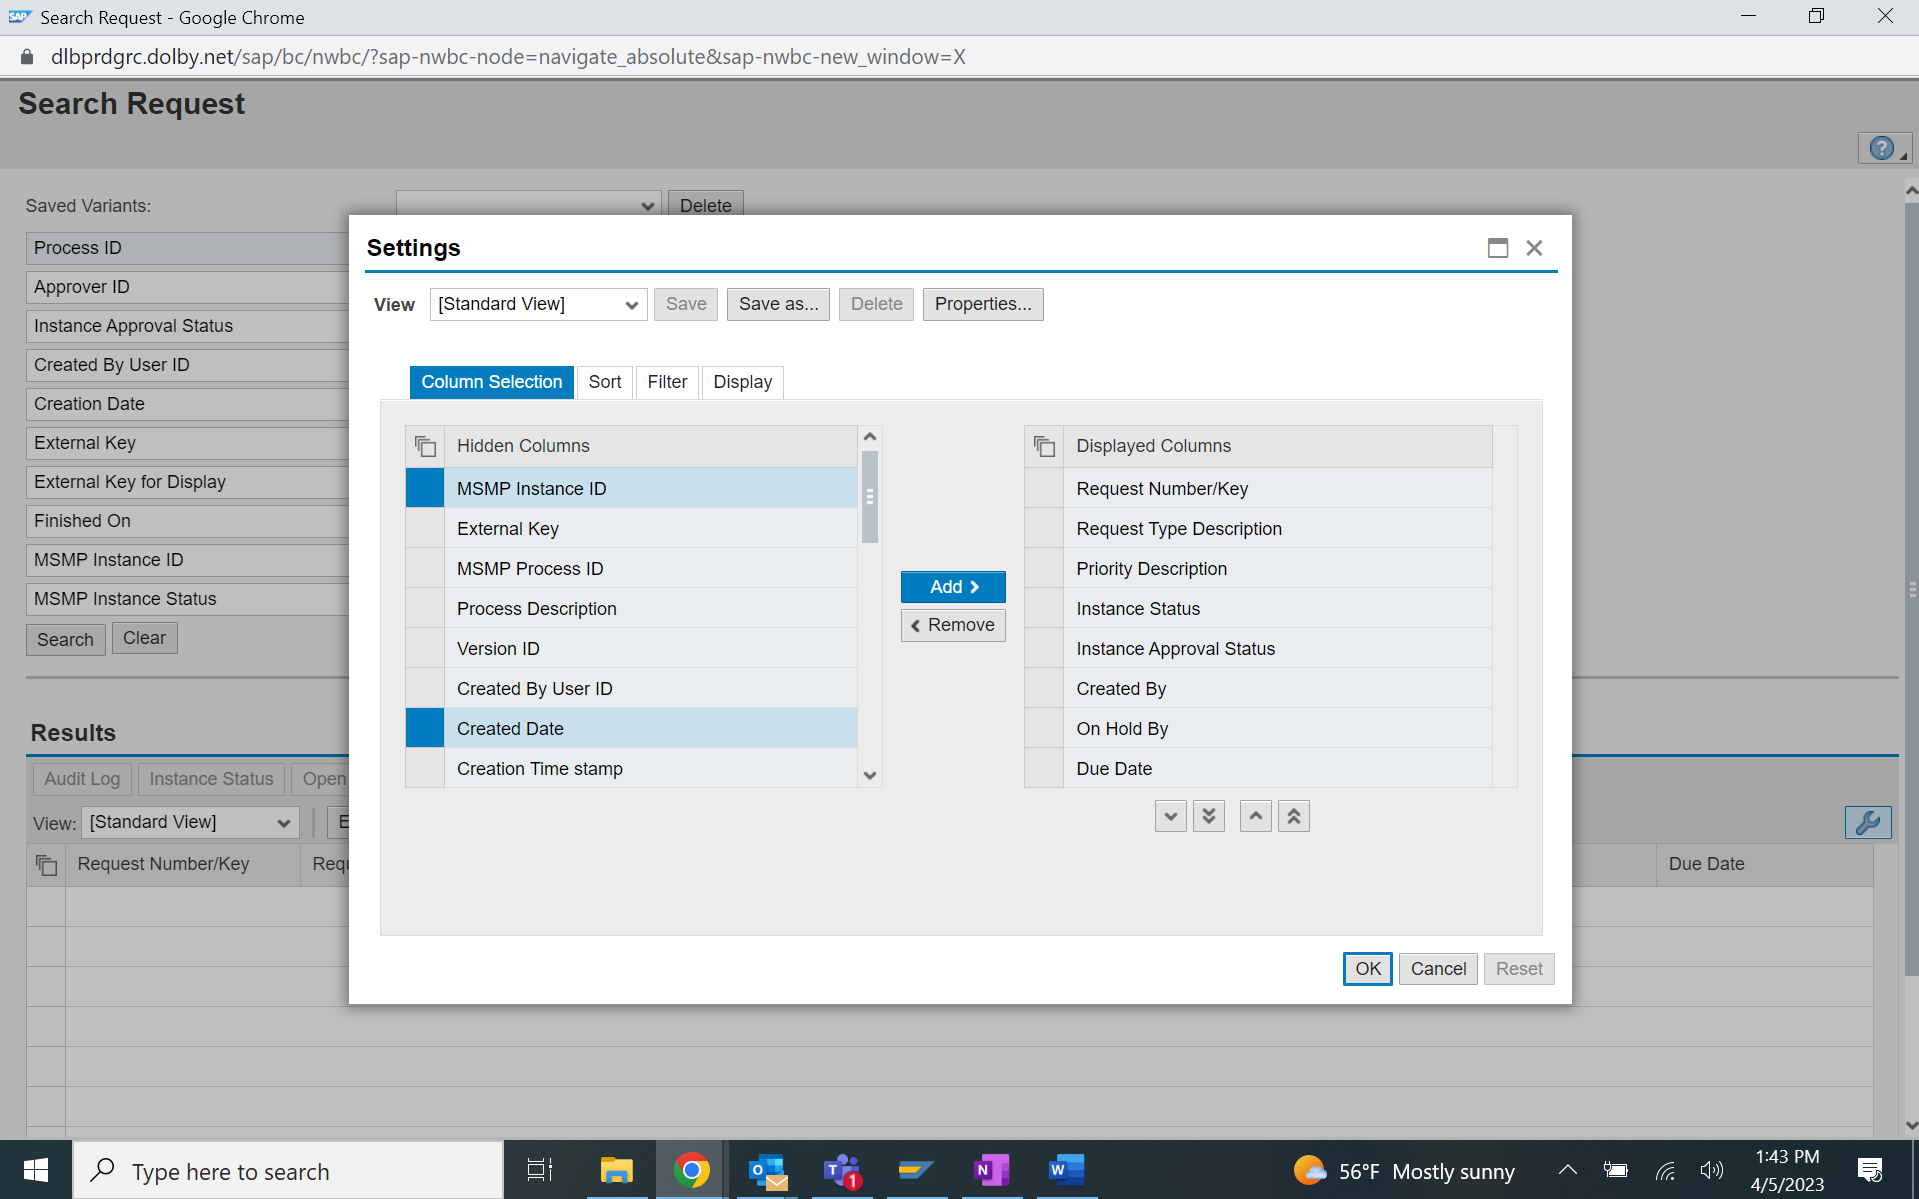 SAP Search Request - Google Chrome
dlbprdgrc.dolby.net/sap/bc/nwbc/?sap-nwbc-node=navigate_absolute&sap-nwbc-new_window=X
Search Request
?
Saved Variants:
Delete
Process ID
Approver ID
Instance Approval Status
Created By User ID
Creation Date
External Key
External Key for Display
Finished On
MSMP Instance ID
MSMP Instance Status
Search Clear
Settings
View [Standard View] Save Save as... Delete Properties...
Column Selection Sort Filter Display
Hidden Columns
MSMP Instance ID
External Key
MSMP Process ID
Process Description
Version ID
Created By User ID
Created Date
Creation Time stamp
Add
Remove
Displayed Columns
Request Number/Key
Request Type Description
Priority Description
Instance Status
Instance Approval Status
Created By
On Hold By
Due Date
OK Cancel Reset
Results
Audit Log Instance Status Open
View: [Standard View] E
Request Number/Key Requ Due Date
Type here to search
O T 1 N W
56°F Mostly sunny
1:43 PM
4/5/2023